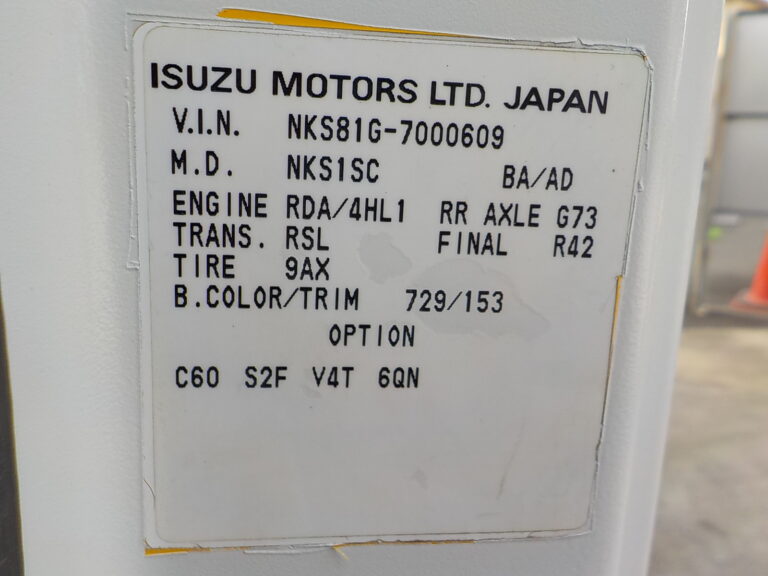 ISUZU MOTORS LTD. JAPAN
V.I.N. NKS81G-7000609
M.D. NKS1SC BA/AD
ENGINE RDA/4HL1 RR AXLE G73
TRANS. RSL FINAL R42
TIRE 9AX
B.COLOR/TRIM 729/153
OPTION
C60 S2F V4T 6QN